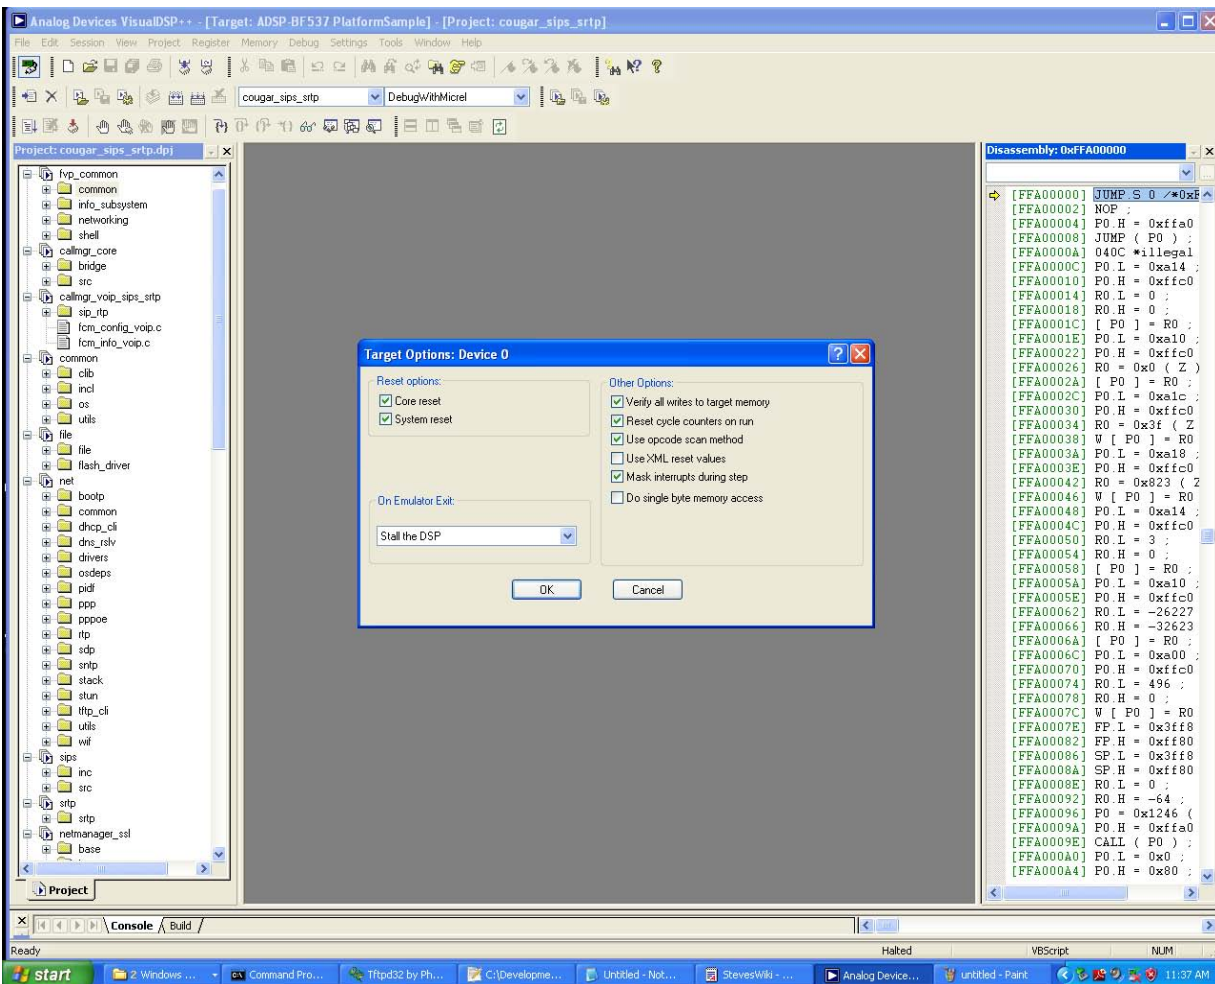 Analog Devices VisualDSP++ - [Target: ADSP-BF537 PlatformSample] - [Project: cougar_sips_srtp]
File Edit Session View Project Register Memory Debug Settings Tools Window Help
cougar_sips_srtp DebugWithMicrel
Project: cougar_sips_srtp.dpj
fvp_common
common
info_subsystem
networking
shell
callmgr_core
bridge
src
callmgr_voip_sips_srtp
sip_rtp
fcm_config_voip.c
fcm_info_voip.c
common
clib
incl
os
utils
file
file
flash_driver
net
bootp
common
dhcp_cli
dns_rslv
drivers
osdeps
pidf
ppp
pppoe
rtp
sdp
sntp
stack
stun
tftp_cli
utils
wif
sips
inc
src
srtp
srtp
netmanager_ssl
base
Project
Target Options: Device 0
Reset options:
Core reset
System reset
On Emulator Exit:
Stall the DSP
Other Options:
Verify all writes to target memory
Reset cycle counters on run
Use opcode scan method
Use XML reset values
Mask interrupts during step
Do single byte memory access
OK Cancel
Disassembly: 0xFFA00000
[FFA00000] JUMP.S 0 /*0xF
[FFA00002] NOP ;
[FFA00004] P0.H = 0xffa0
[FFA00008] JUMP ( P0 ) ;
[FFA0000A] 040C *illegal
[FFA0000C] P0.L = 0xa14 ;
[FFA00010] P0.H = 0xffc0
[FFA00014] R0.L = 0 ;
[FFA00018] R0.H = 0 ;
[FFA0001C] [ P0 ] = R0 ;
[FFA0001E] P0.L = 0xa10 ;
[FFA00022] P0.H = 0xffc0
[FFA00026] R0 = 0x0 ( Z )
[FFA0002A] [ P0 ] = R0 ;
[FFA0002C] P0.L = 0xa1c ;
[FFA00030] P0.H = 0xffc0
[FFA00034] R0 = 0x3f ( Z
[FFA00038] W [ P0 ] = R0
[FFA0003A] P0.L = 0xa18 ;
[FFA0003E] P0.H = 0xffc0
[FFA00042] R0 = 0x823 ( Z
[FFA00046] W [ P0 ] = R0
[FFA00048] P0.L = 0xa14 ;
[FFA0004C] P0.H = 0xffc0
[FFA00050] R0.L = 3 ;
[FFA00054] R0.H = 0 ;
[FFA00058] [ P0 ] = R0 ;
[FFA0005A] P0.L = 0xa10 ;
[FFA0005E] P0.H = 0xffc0
[FFA00062] R0.L = -26227
[FFA00066] R0.H = -32623
[FFA0006A] [ P0 ] = R0 ;
[FFA0006C] P0.L = 0xa00 ;
[FFA00070] P0.H = 0xffc0
[FFA00074] R0.L = 496 ;
[FFA00078] R0.H = 0 ;
[FFA0007C] W [ P0 ] = R0
[FFA0007E] FP.L = 0x3ff8
[FFA00082] FP.H = 0xff80
[FFA00086] SP.L = 0x3ff8
[FFA0008A] SP.H = 0xff80
[FFA0008E] R0.L = 0 ;
[FFA00092] R0.H = -64 ;
[FFA00096] P0 = 0x1246 (
[FFA0009A] P0.H = 0xffa0
[FFA0009E] CALL ( P0 ) ;
[FFA000A0] P0.L = 0x0 ;
[FFA000A4] P0.H = 0x80 ;
Console Build
Ready Halted VBScript NUM
start 2 Windows ... Command Pro... Tftpd32 by Ph... C:\Developme... Untitled - Not... StevesWiki - ... Analog Device... untitled - Paint 11:37 AM